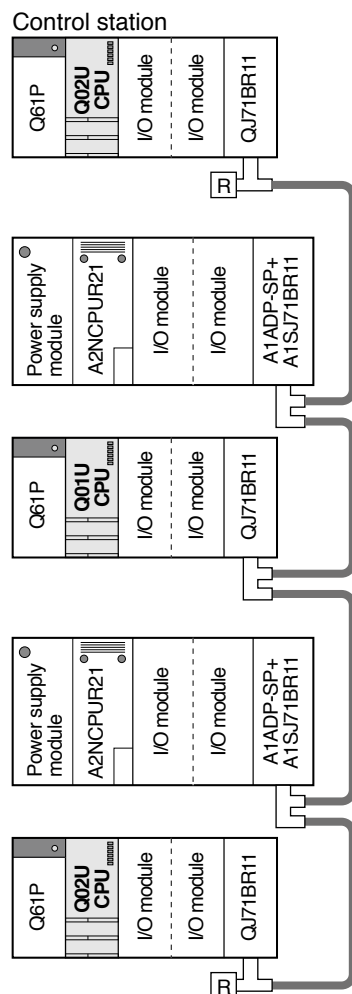 Control station
Q61P
Q02U
CPU
I/O module
I/O module
QJ71BR11
R
Power supply
module
A2NCPUR21
I/O module
I/O module
A1ADP-SP+
A1SJ71BR11
Q61P
Q01U
CPU
I/O module
I/O module
QJ71BR11
Power supply
module
A2NCPUR21
I/O module
I/O module
A1ADP-SP+
A1SJ71BR11
Q61P
Q02U
CPU
I/O module
I/O module
QJ71BR11
R